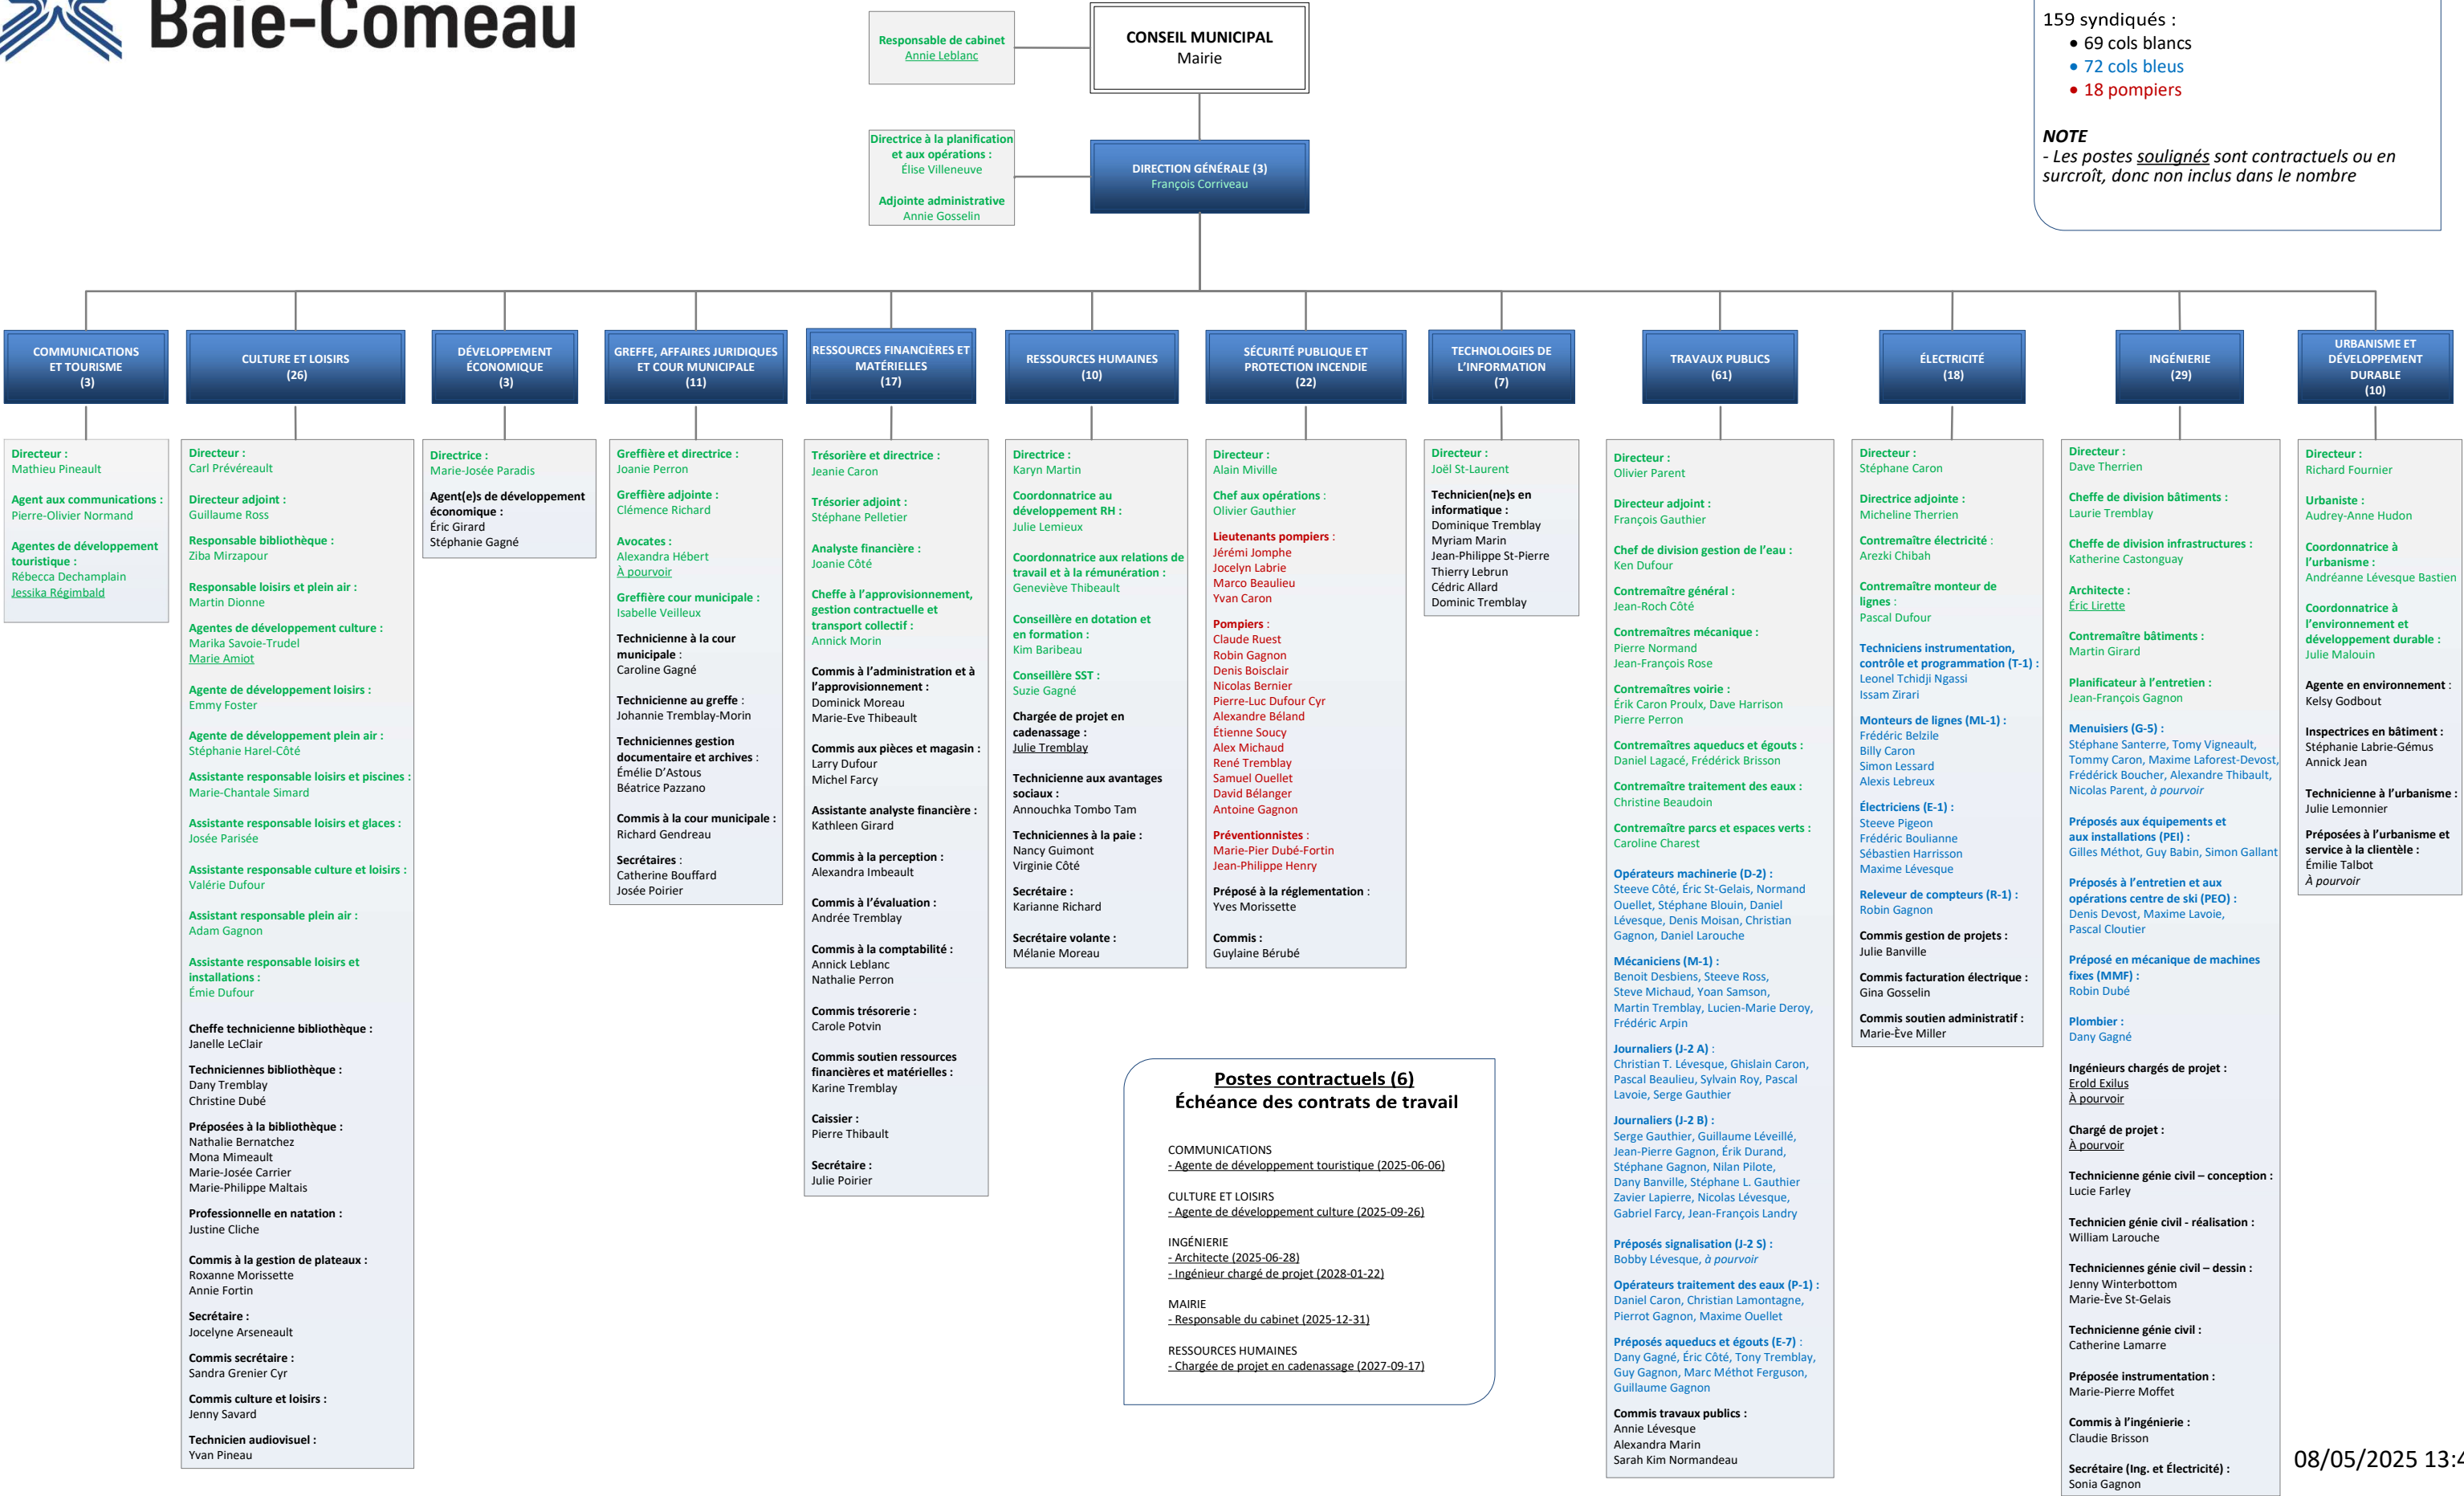 Baie-Comeau
Responsable de cabinet
Annie Leblanc
CONSEIL MUNICIPAL
Mairie
159 syndiqués :
• 69 cols blancs
• 72 cols bleus
• 18 pompiers
NOTE
- Les postes soulignés sont contractuels ou en
surcroît, donc non inclus dans le nombre
Directrice à la planification
et aux opérations :
Élise Villeneuve
Adjointe administrative
Annie Gosselin
DIRECTION GÉNÉRALE (3)
François Corriveau
COMMUNICATIONS
ET TOURISME
(3)
Directeur :
Mathieu Pineault
Agent aux communications :
Pierre-Olivier Normand
Agentes de développement
touristique :
Rébecca Dechamplain
Jessika Régimbald
CULTURE ET LOISIRS
(26)
Directeur :
Carl Prévéreault
Directeur adjoint :
Guillaume Ross
Responsable bibliothèque :
Ziba Mirzapour
Responsable loisirs et plein air :
Martin Dionne
Agentes de développement culture :
Marika Savoie-Trudel
Marie Amiot
Agente de développement loisirs :
Emmy Foster
Agente de développement plein air :
Stéphanie Harel-Côté
Assistante responsable loisirs et piscines :
Marie-Chantale Simard
Assistante responsable loisirs et glaces :
Josée Parisée
Assistante responsable culture et loisirs :
Valérie Dufour
Assistant responsable plein air :
Adam Gagnon
Assistante responsable loisirs et
installations :
Émie Dufour
Cheffe technicienne bibliothèque :
Janelle LeClair
Techniciennes bibliothèque :
Dany Tremblay
Christine Dubé
Préposées à la bibliothèque :
Nathalie Bernatchez
Mona Mimeault
Marie-Josée Carrier
Marie-Philippe Maltais
Professionnelle en natation :
Justine Cliche
Commis à la gestion de plateaux :
Roxanne Morissette
Annie Fortin
Secrétaire :
Jocelyne Arseneault
Commis secrétaire :
Sandra Grenier Cyr
Commis culture et loisirs :
Jenny Savard
Technicien audiovisuel :
Yvan Pineau
DÉVELOPPEMENT
ÉCONOMIQUE
(3)
Directrice :
Marie-Josée Paradis
Agent(e)s de développement
économique :
Éric Girard
Stéphanie Gagné
GREFFE, AFFAIRES JURIDIQUES
ET COUR MUNICIPALE
(11)
Greffière et directrice :
Joanie Perron
Greffière adjointe :
Clémence Richard
Avocates :
Alexandra Hébert
À pourvoir
Greffière cour municipale :
Isabelle Veilleux
Technicienne à la cour
municipale :
Caroline Gagné
Technicienne au greffe :
Johannie Tremblay-Morin
Techniciennes gestion
documentaire et archives :
Émélie D'Astous
Béatrice Pazzano
Commis à la cour municipale :
Richard Gendreau
Secrétaires :
Catherine Bouffard
Josée Poirier
RESSOURCES FINANCIÈRES ET
MATÉRIELLES
(17)
Trésorière et directrice :
Jeanie Caron
Trésorier adjoint :
Stéphane Pelletier
Analyste financière :
Joanie Côté
Cheffe à l'approvisionnement,
gestion contractuelle et
transport collectif :
Annick Morin
Commis à l'administration et à
l'approvisionnement :
Dominick Moreau
Marie-Eve Thibeault
Commis aux pièces et magasin :
Larry Dufour
Michel Farcy
Assistante analyste financière :
Kathleen Girard
Commis à la perception :
Alexandra Imbeault
Commis à l'évaluation :
Andrée Tremblay
Commis à la comptabilité :
Annick Leblanc
Nathalie Perron
Commis trésorerie :
Carole Potvin
Commis soutien ressources
financières et matérielles :
Karine Tremblay
Caissier :
Pierre Thibault
Secrétaire :
Julie Poirier
RESSOURCES HUMAINES
(10)
Directrice :
Karyn Martin
Coordonnatrice au
développement RH :
Julie Lemieux
Coordonnatrice aux relations de
travail et à la rémunération :
Geneviève Thibeault
Conseillère en dotation et
en formation :
Kim Baribeau
Conseillère SST :
Suzie Gagné
Chargée de projet en
cadenassage :
Julie Tremblay
Technicienne aux avantages
sociaux :
Annouchka Tombo Tam
Techniciennes à la paie :
Nancy Guimont
Virginie Côté
Secrétaire :
Karianne Richard
Secrétaire volante :
Mélanie Moreau
SÉCURITÉ PUBLIQUE ET
PROTECTION INCENDIE
(22)
Directeur :
Alain Miville
Chef aux opérations :
Olivier Gauthier
Lieutenants pompiers :
Jérémi Jomphe
Jocelyn Labrie
Marco Beaulieu
Yvan Caron
Pompiers :
Claude Ruest
Robin Gagnon
Denis Boisclair
Nicolas Bernier
Pierre-Luc Dufour Cyr
Alexandre Béland
Étienne Soucy
Alex Michaud
René Tremblay
Samuel Ouellet
David Bélanger
Antoine Gagnon
Préventionnistes :
Marie-Pier Dubé-Fortin
Jean-Philippe Henry
Préposé à la réglementation :
Yves Morissette
Commis :
Guylaine Bérubé
TECHNOLOGIES DE
L'INFORMATION
(7)
Directeur :
Joël St-Laurent
Technicien(ne)s en
informatique :
Dominique Tremblay
Myriam Marin
Jean-Philippe St-Pierre
Thierry Lebrun
Cédric Allard
Dominic Tremblay
TRAVAUX PUBLICS
(61)
Directeur :
Olivier Parent
Directeur adjoint :
François Gauthier
Chef de division gestion de l'eau :
Ken Dufour
Contremaître général :
Jean-Roch Côté
Contremaîtres mécanique :
Pierre Normand
Jean-François Rose
Contremaîtres voirie :
Érik Caron Proulx, Dave Harrison
Pierre Perron
Contremaîtres aqueducs et égouts :
Daniel Lagacé, Frédérick Brisson
Contremaître traitement des eaux :
Christine Beaudoin
Contremaître parcs et espaces verts :
Caroline Charest
Opérateurs machinerie (D-2) :
Steeve Côté, Éric St-Gelais, Normand
Ouellet, Stéphane Blouin, Daniel
Lévesque, Denis Moisan, Christian
Gagnon, Daniel Larouche
Mécaniciens (M-1) :
Benoit Desbiens, Steeve Ross,
Steve Michaud, Yoan Samson,
Martin Tremblay, Lucien-Marie Deroy,
Frédéric Arpin
Journaliers (J-2 A) :
Christian T. Lévesque, Ghislain Caron,
Pascal Beaulieu, Sylvain Roy, Pascal
Lavoie, Serge Gauthier
Journaliers (J-2 B) :
Serge Gauthier, Guillaume Léveillé,
Jean-Pierre Gagnon, Érik Durand,
Stéphane Gagnon, Nilan Pilote,
Dany Banville, Stéphane L. Gauthier
Zavier Lapierre, Nicolas Lévesque,
Gabriel Farcy, Jean-François Landry
Préposés signalisation (J-2 S) :
Bobby Lévesque, à pourvoir
Opérateurs traitement des eaux (P-1) :
Daniel Caron, Christian Lamontagne,
Pierrot Gagnon, Maxime Ouellet
Préposés aqueducs et égouts (E-7) :
Dany Gagné, Éric Côté, Tony Tremblay,
Guy Gagnon, Marc Méthot Ferguson,
Guillaume Gagnon
Commis travaux publics :
Annie Lévesque
Alexandra Marin
Sarah Kim Normandeau
ÉLECTRICITÉ
(18)
Directeur :
Stéphane Caron
Directrice adjointe :
Micheline Therrien
Contremaître électricité :
Arezki Chibah
Contremaître monteur de
lignes :
Pascal Dufour
Techniciens instrumentation,
contrôle et programmation (T-1) :
Leonel Tchidji Ngassi
Issam Zirari
Monteurs de lignes (ML-1) :
Frédéric Belzile
Billy Caron
Simon Lessard
Alexis Lebreux
Électriciens (E-1) :
Steeve Pigeon
Frédéric Boulianne
Sébastien Harrisson
Maxime Lévesque
Releveur de compteurs (R-1) :
Robin Gagnon
Commis gestion de projets :
Julie Banville
Commis facturation électrique :
Gina Gosselin
Commis soutien administratif :
Marie-Ève Miller
INGÉNIERIE
(29)
Directeur :
Dave Therrien
Cheffe de division bâtiments :
Laurie Tremblay
Cheffe de division infrastructures :
Katherine Castonguay
Architecte :
Éric Lirette
Contremaître bâtiments :
Martin Girard
Planificateur à l'entretien :
Jean-François Gagnon
Menuisiers (G-5) :
Stéphane Santerre, Tomy Vigneault,
Tommy Caron, Maxime Laforest-Devost,
Frédérick Boucher, Alexandre Thibault,
Nicolas Parent, à pourvoir
Préposés aux équipements et
aux installations (PEI) :
Gilles Méthot, Guy Babin, Simon Gallant
Préposés à l'entretien et aux
opérations centre de ski (PEO) :
Denis Devost, Maxime Lavoie,
Pascal Cloutier
Préposé en mécanique de machines
fixes (MMF) :
Robin Dubé
Plombier :
Dany Gagné
Ingénieurs chargés de projet :
Erold Exilus
À pourvoir
Chargé de projet :
À pourvoir
Technicienne génie civil – conception :
Lucie Farley
Technicien génie civil - réalisation :
William Larouche
Techniciennes génie civil – dessin :
Jenny Winterbottom
Marie-Ève St-Gelais
Technicienne génie civil :
Catherine Lamarre
Préposée instrumentation :
Marie-Pierre Moffet
Commis à l'ingénierie :
Claudie Brisson
Secrétaire (Ing. et Électricité) :
Sonia Gagnon
URBANISME ET
DÉVELOPPEMENT
DURABLE
(10)
Directeur :
Richard Fournier
Urbaniste :
Audrey-Anne Hudon
Coordonnatrice à
l'urbanisme :
Andréanne Lévesque Bastien
Coordonnatrice à
l'environnement et
développement durable :
Julie Malouin
Agente en environnement :
Kelsy Godbout
Inspectrices en bâtiment :
Stéphanie Labrie-Gémus
Annick Jean
Technicienne à l'urbanisme :
Julie Lemonnier
Préposées à l'urbanisme et
service à la clientèle :
Émilie Talbot
À pourvoir
Postes contractuels (6)
Échéance des contrats de travail
COMMUNICATIONS
- Agente de développement touristique (2025-06-06)
CULTURE ET LOISIRS
- Agente de développement culture (2025-09-26)
INGÉNIERIE
- Architecte (2025-06-28)
- Ingénieur chargé de projet (2028-01-22)
MAIRIE
- Responsable du cabinet (2025-12-31)
RESSOURCES HUMAINES
- Chargée de projet en cadenassage (2027-09-17)
08/05/2025 13:4